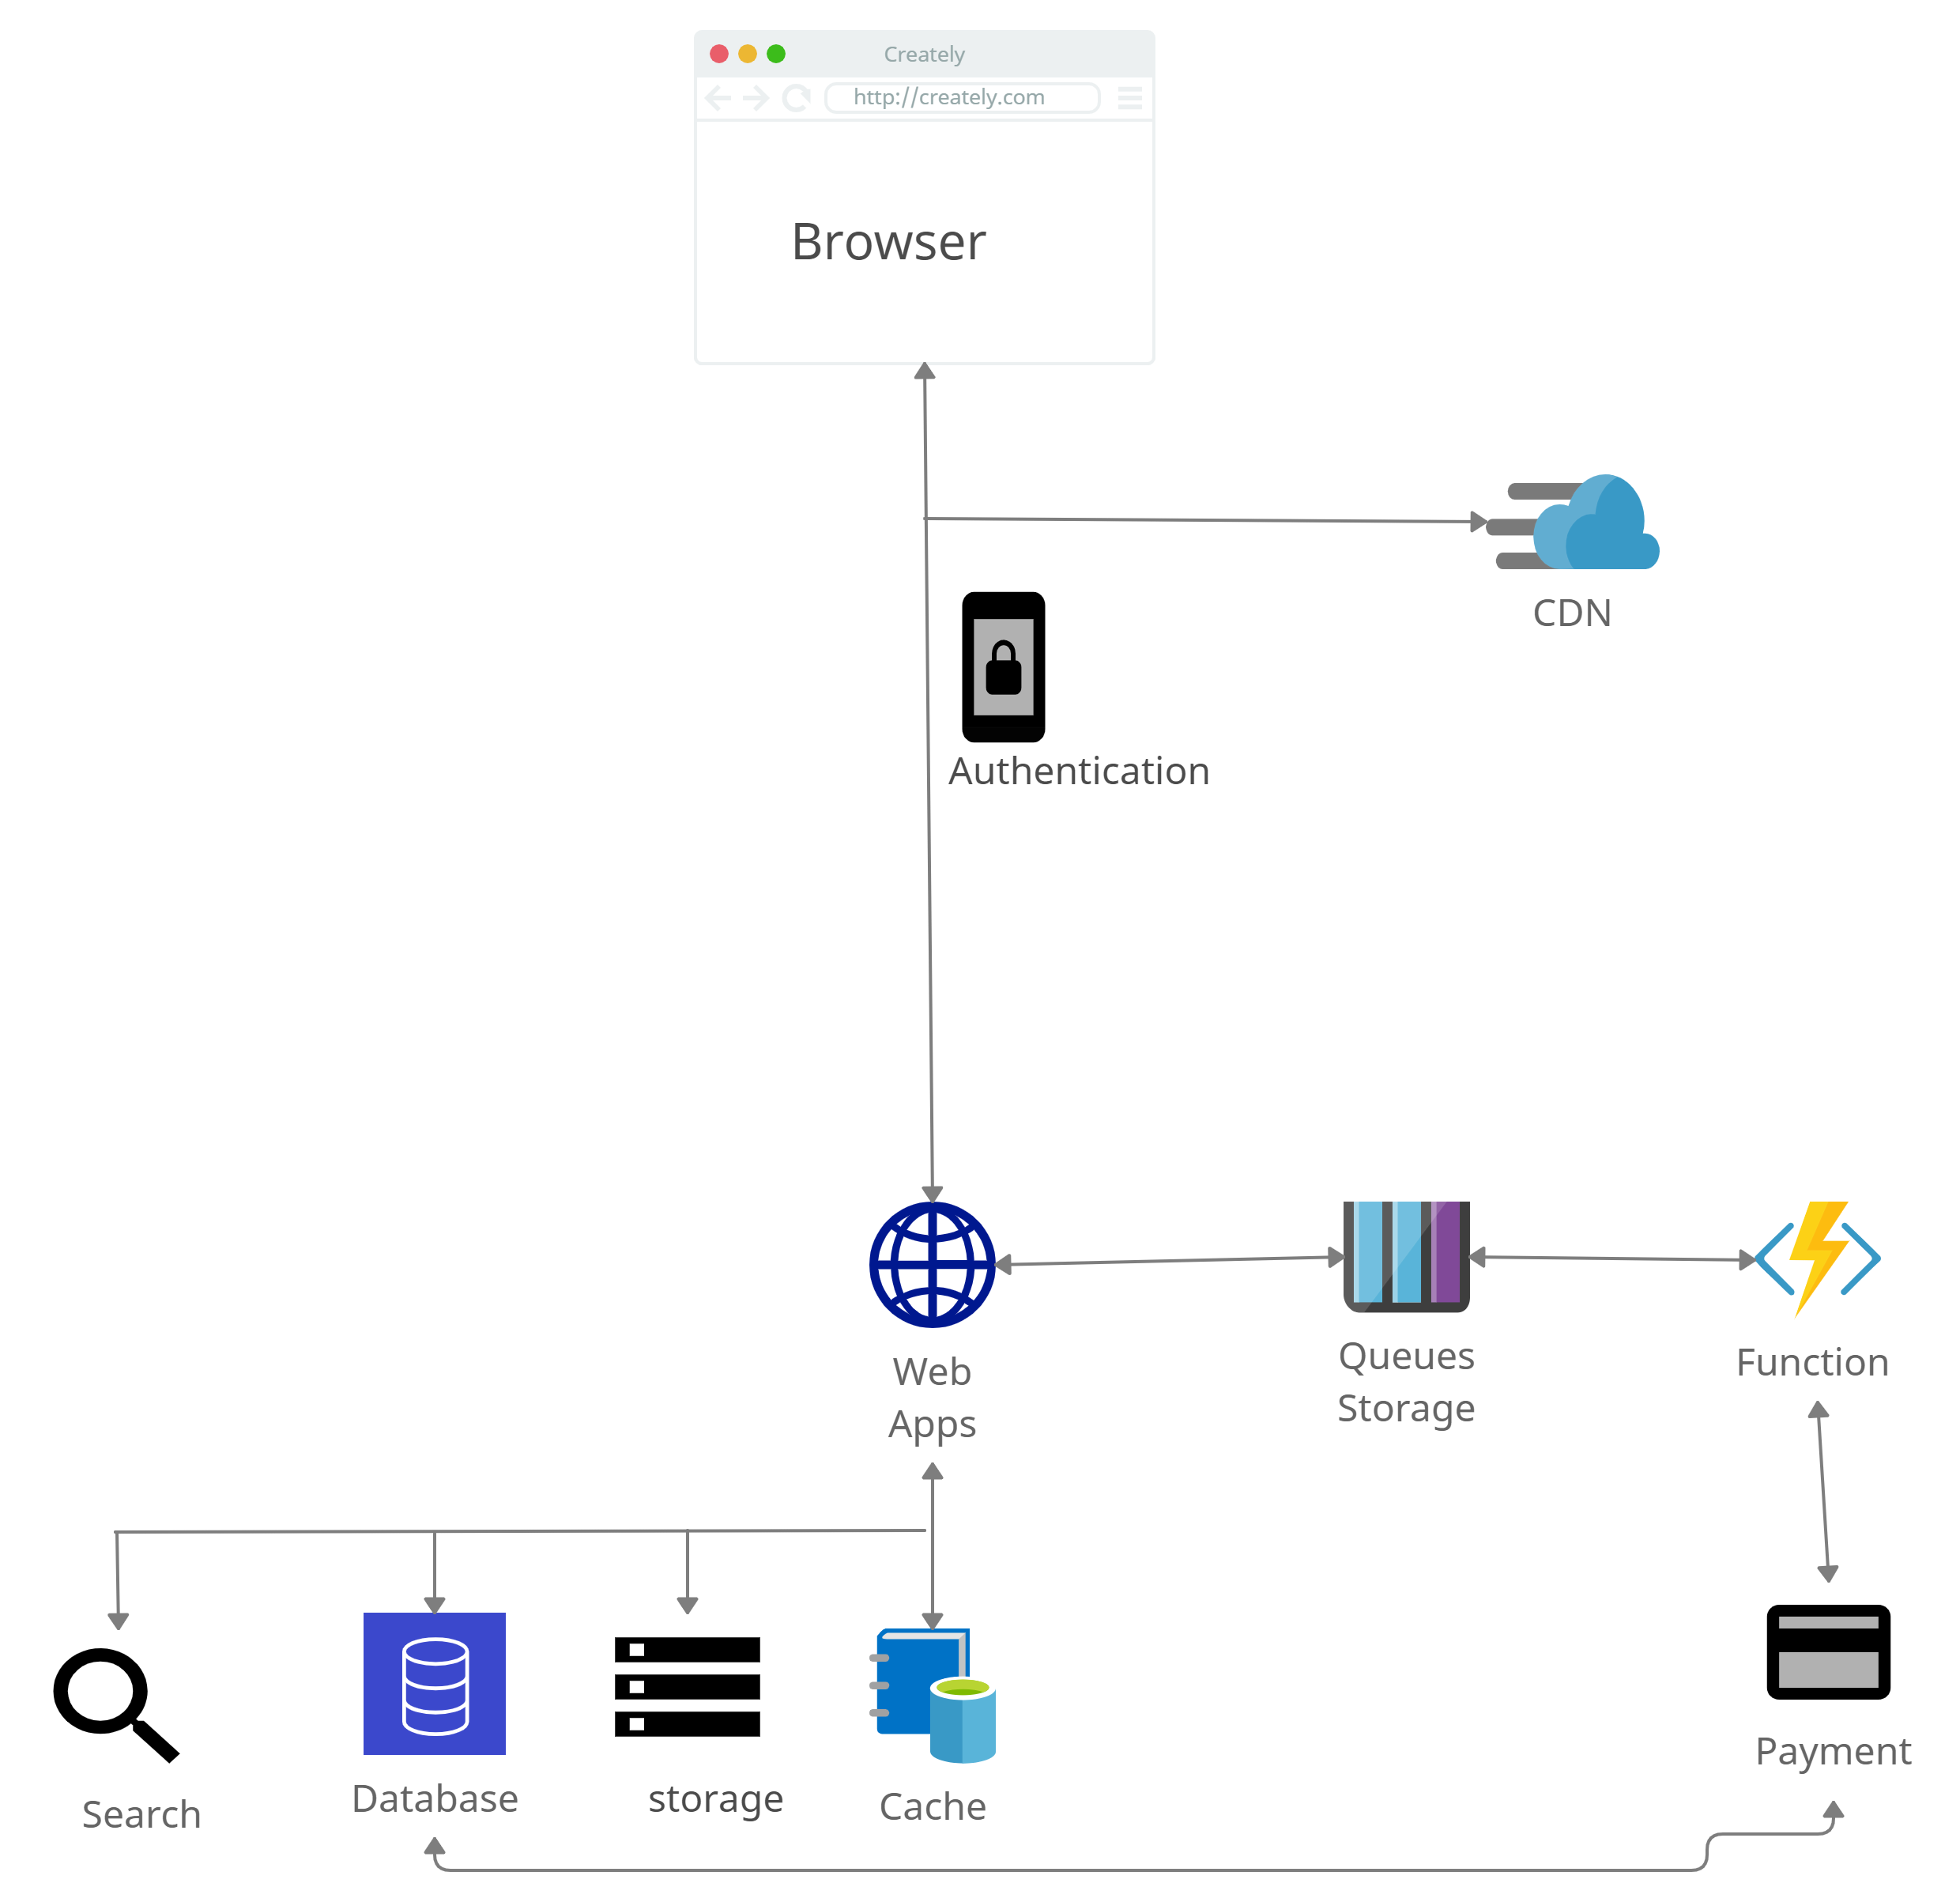 Creately
http://creately.com
Browser
CDN
Authentication
Web
Apps
Queues
Storage
Function
Search
Database
storage
Cache
Payment